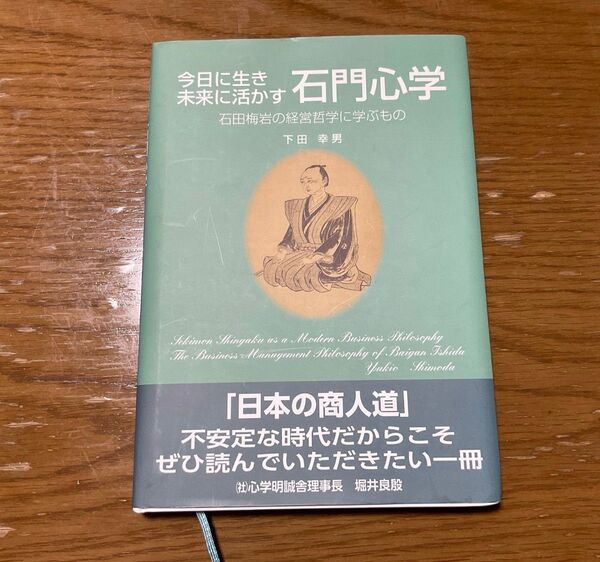 今日に生き
未来に活かす 石門心学
石田梅岩の経営哲学に学ぶもの
下田 幸男
Sekimon Shingaku as a Modern Business Philosophy
The Business Management Philosophy of Baigan Ishida
Yukio Shimoda
「日本の商人道」
不安定な時代だからこそ
ぜひ読んでいただきたい一冊
㈳心学明誠舎理事長 堀井良殷